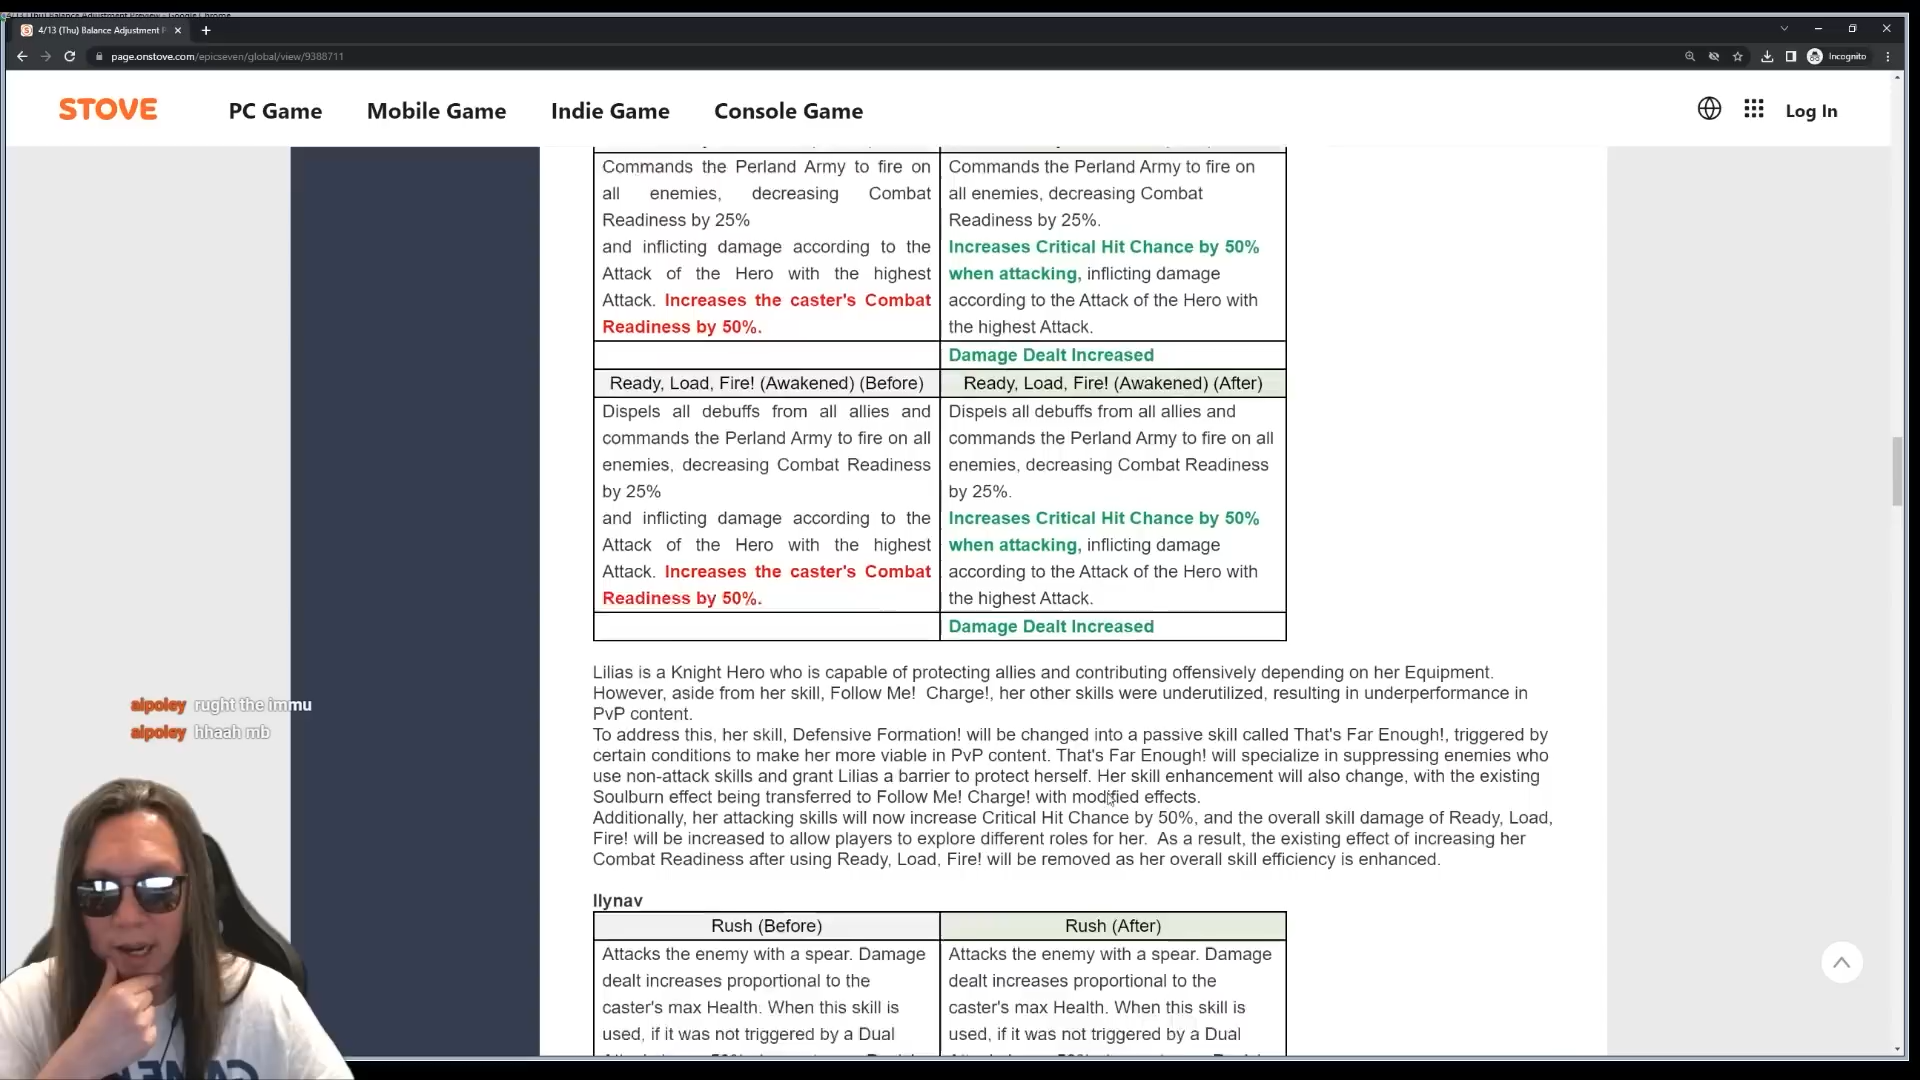 4/13 (Thu) Balance Adjustment Preview - Google Chrome
4/13 (Thu) Balance Adjustment P
page.onstove.com/epicseven/global/view/9388711
Incognito
STOVE
PC Game
Mobile Game
Indie Game
Console Game
Log In
Commands the Perland Army to fire on
all enemies, decreasing Combat
Readiness by 25%
and inflicting damage according to the
Attack of the Hero with the highest
Attack. Increases the caster's Combat
Readiness by 50%.
Commands the Perland Army to fire on
all enemies, decreasing Combat
Readiness by 25%.
Increases Critical Hit Chance by 50%
when attacking, inflicting damage
according to the Attack of the Hero with
the highest Attack.
Damage Dealt Increased
Ready, Load, Fire! (Awakened) (Before)
Ready, Load, Fire! (Awakened) (After)
Dispels all debuffs from all allies and
commands the Perland Army to fire on all
enemies, decreasing Combat Readiness
by 25%
and inflicting damage according to the
Attack of the Hero with the highest
Attack. Increases the caster's Combat
Readiness by 50%.
Dispels all debuffs from all allies and
commands the Perland Army to fire on all
enemies, decreasing Combat Readiness
by 25%.
Increases Critical Hit Chance by 50%
when attacking, inflicting damage
according to the Attack of the Hero with
the highest Attack.
Damage Dealt Increased
Lilias is a Knight Hero who is capable of protecting allies and contributing offensively depending on her Equipment.
However, aside from her skill, Follow Me! Charge!, her other skills were underutilized, resulting in underperformance in
PvP content.
To address this, her skill, Defensive Formation! will be changed into a passive skill called That's Far Enough!, triggered by
certain conditions to make her more viable in PvP content. That's Far Enough! will specialize in suppressing enemies who
use non-attack skills and grant Lilias a barrier to protect herself. Her skill enhancement will also change, with the existing
Soulburn effect being transferred to Follow Me! Charge! with modified effects.
Additionally, her attacking skills will now increase Critical Hit Chance by 50%, and the overall skill damage of Ready, Load,
Fire! will be increased to allow players to explore different roles for her. As a result, the existing effect of increasing her
Combat Readiness after using Ready, Load, Fire! will be removed as her overall skill efficiency is enhanced.
Ilynav
Rush (Before)
Rush (After)
Attacks the enemy with a spear. Damage
dealt increases proportional to the
caster's max Health. When this skill is
used, if it was not triggered by a Dual
Attacks the enemy with a spear. Damage
dealt increases proportional to the
caster's max Health. When this skill is
used, if it was not triggered by a Dual
aipoley rught the immu
aipoley hhaah mb